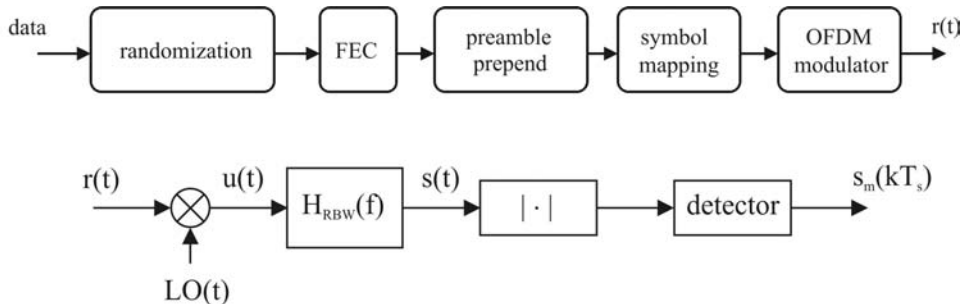 data
randomization
FEC
preamble
prepend
symbol
mapping
OFDM
modulator
r(t)
r(t)
u(t)
H_RBW(f)
s(t)
| · |
detector
s_m(kT_s)
LO(t)